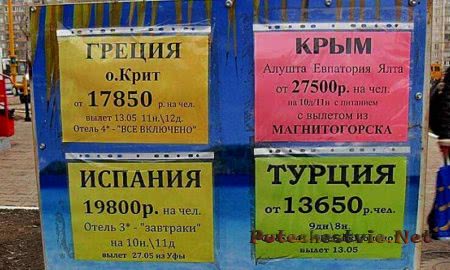 ГРЕЦИЯ
о.Крит
от 17850 р. на чел.
вылет 13.05 11н.\12д.
Отель 4* - "ВСЕ ВКЛЮЧЕНО"
КРЫМ
Алушта Евпатория Ялта
от 27500р. на чел.
на 10д/11н с питанием
с вылетом из
МАГНИТОГОРСКА
ИСПАНИЯ
19800р. на чел.
Отель 3* - "завтраки"
на 10н.\11д
вылет 27.05 из Уфы
ТУРЦИЯ
от 13650 р.чел.
9дн\8н.
вылет 13.05
Puteshestvie.Net